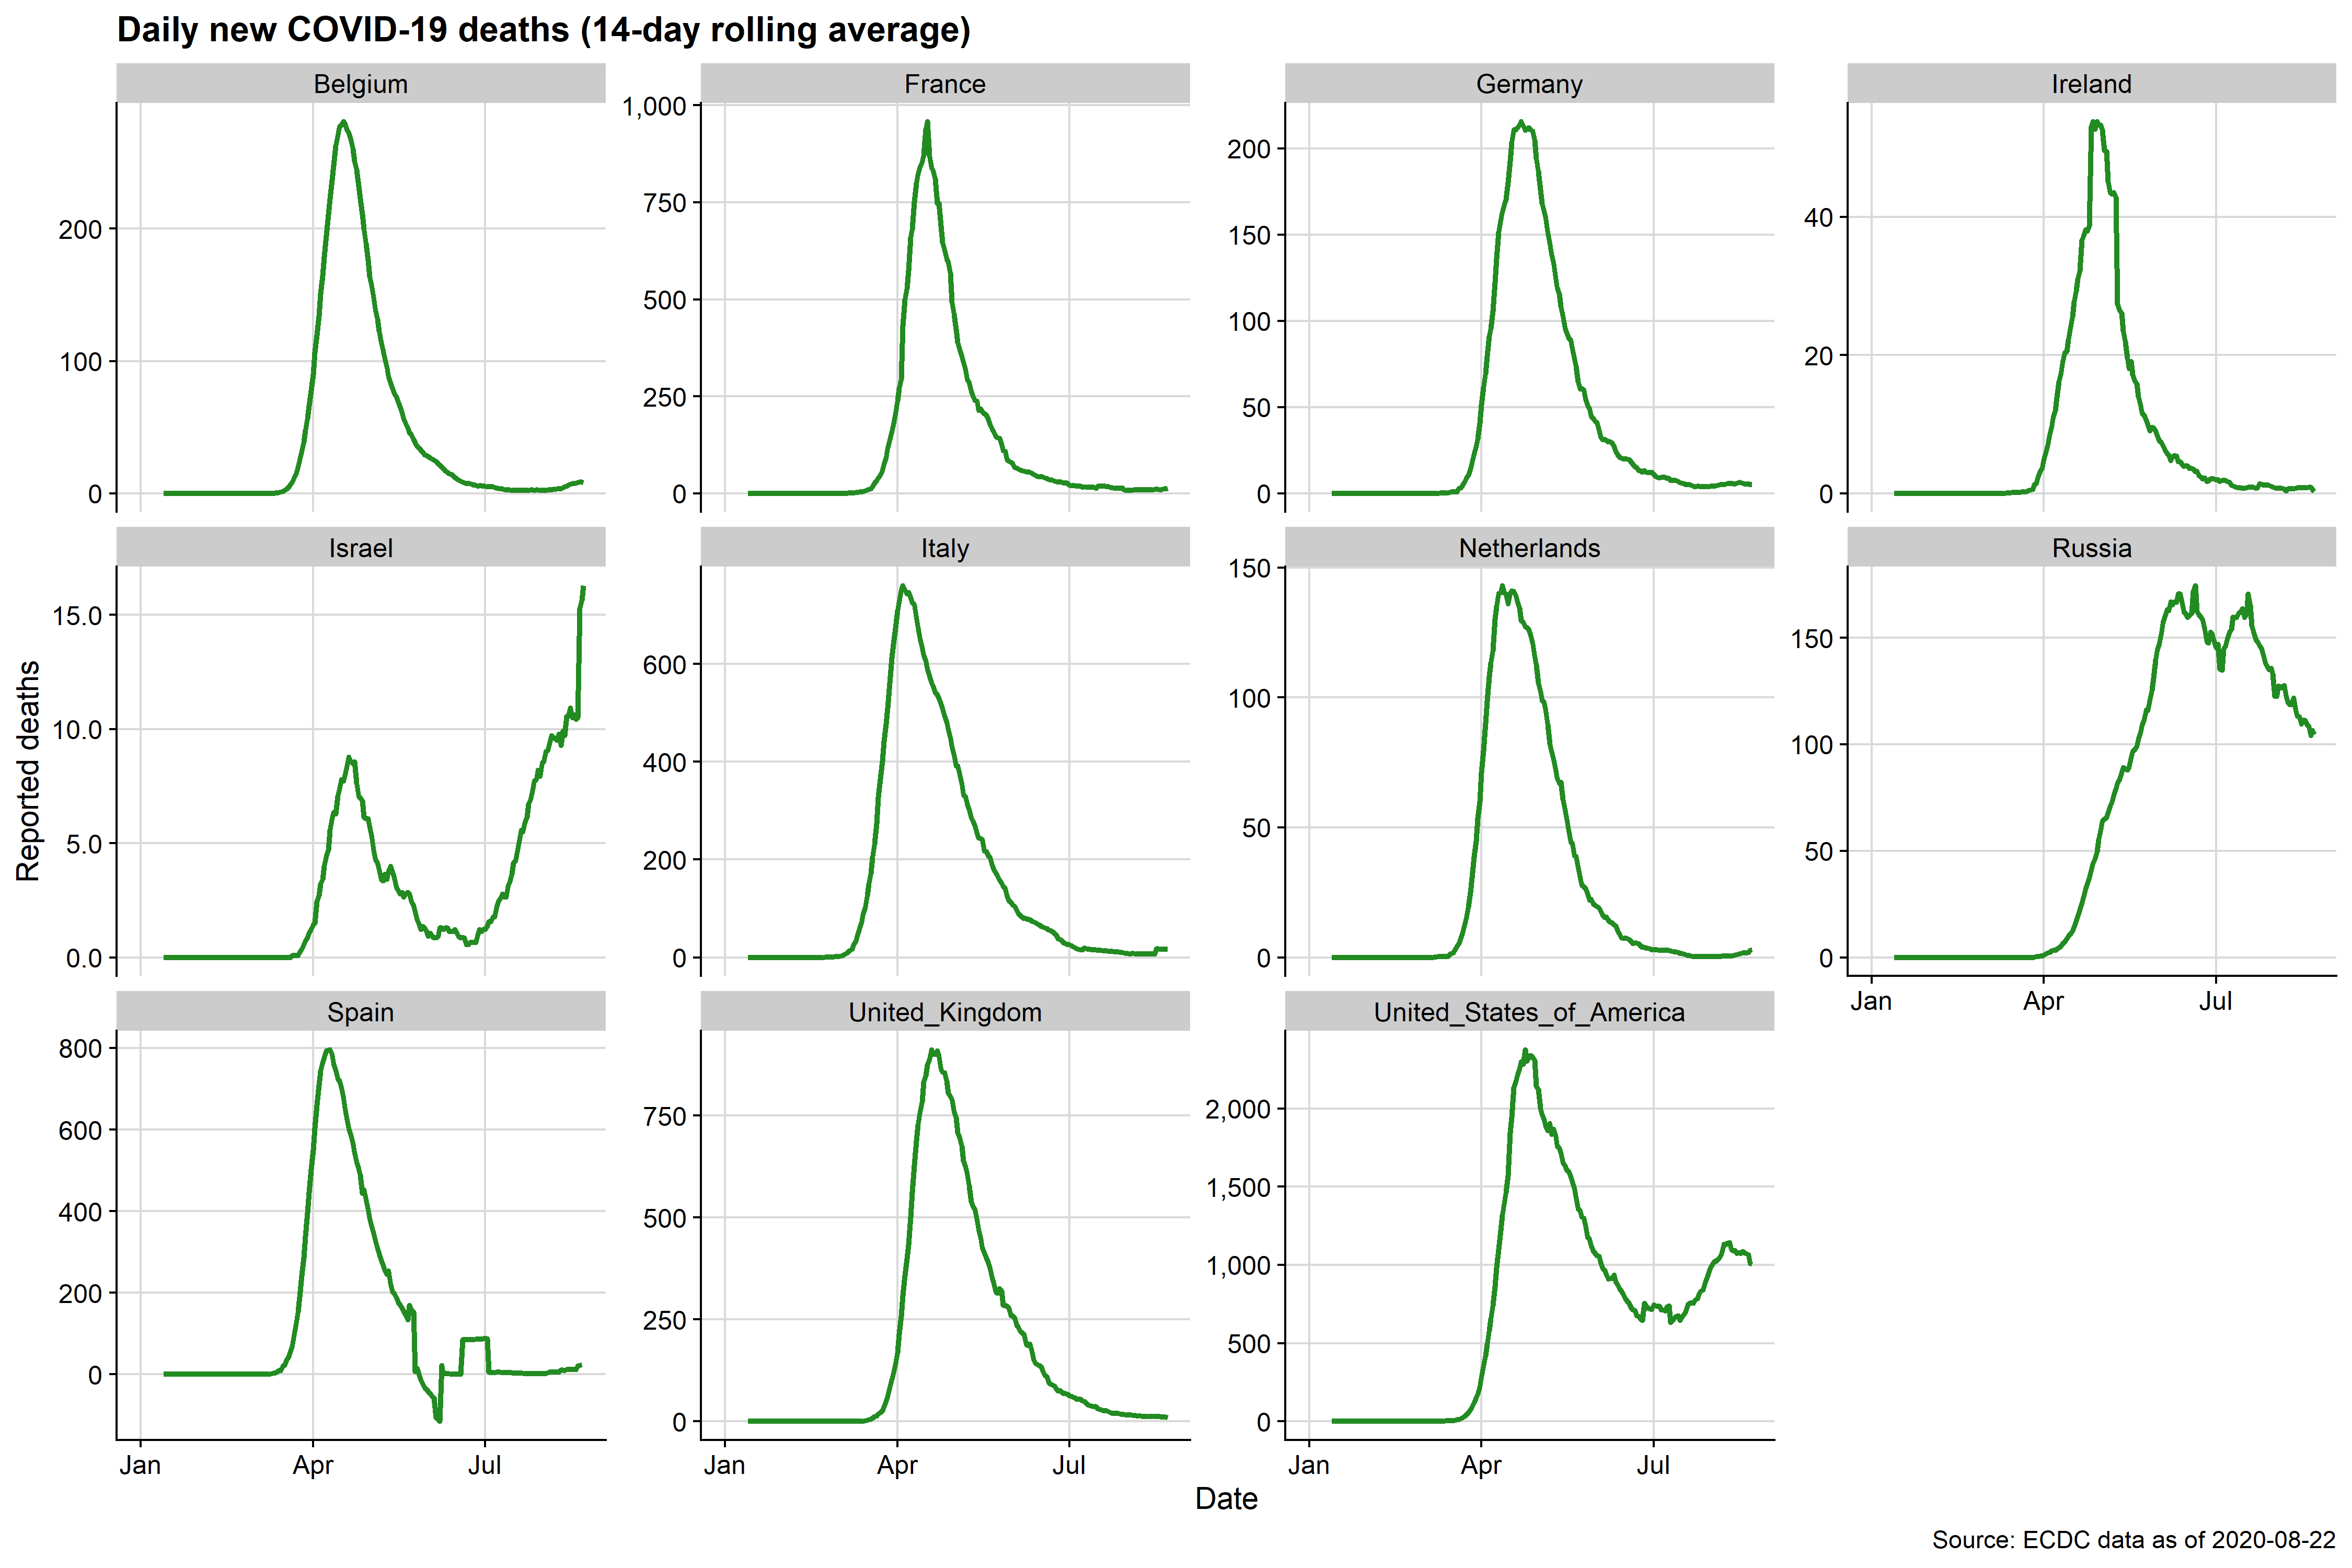 Daily new COVID-19 deaths (14-day rolling average)
Belgium
France
Germany
Ireland
200
100
0
1,000
750
500
250
0
200
150
100
50
0
40
20
0
Israel
Italy
Netherlands
Russia
15.0
10.0
5.0
0.0
600
400
200
0
150
100
50
0
150
100
50
0
Jan Apr Jul
Reported deaths
Spain
United_Kingdom
United_States_of_America
800
600
400
200
0
750
500
250
0
2,000
1,500
1,000
500
0
Jan Apr Jul
Jan Apr Jul
Jan Apr Jul
Date
Source: ECDC data as of 2020-08-22